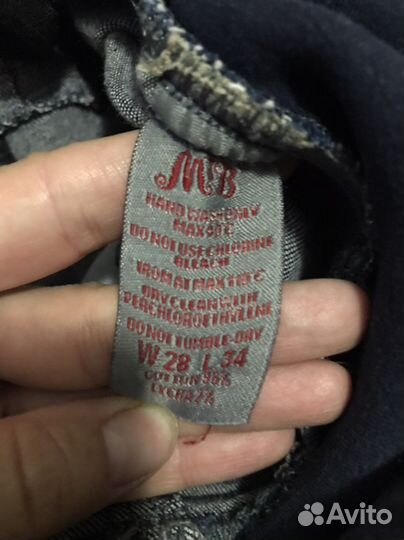 MB
HAND WASH ONLY
MAX 40°C
DO NOT USE CHLORINE
BLEACH
IRON AT MAX 110°C
DRY CLEAN WITH
PERCHLOROETHYLENE
DO NOT TUMBLE-DRY
W 28 L 34
COTTON 98%
LYCRA 2%
Avito